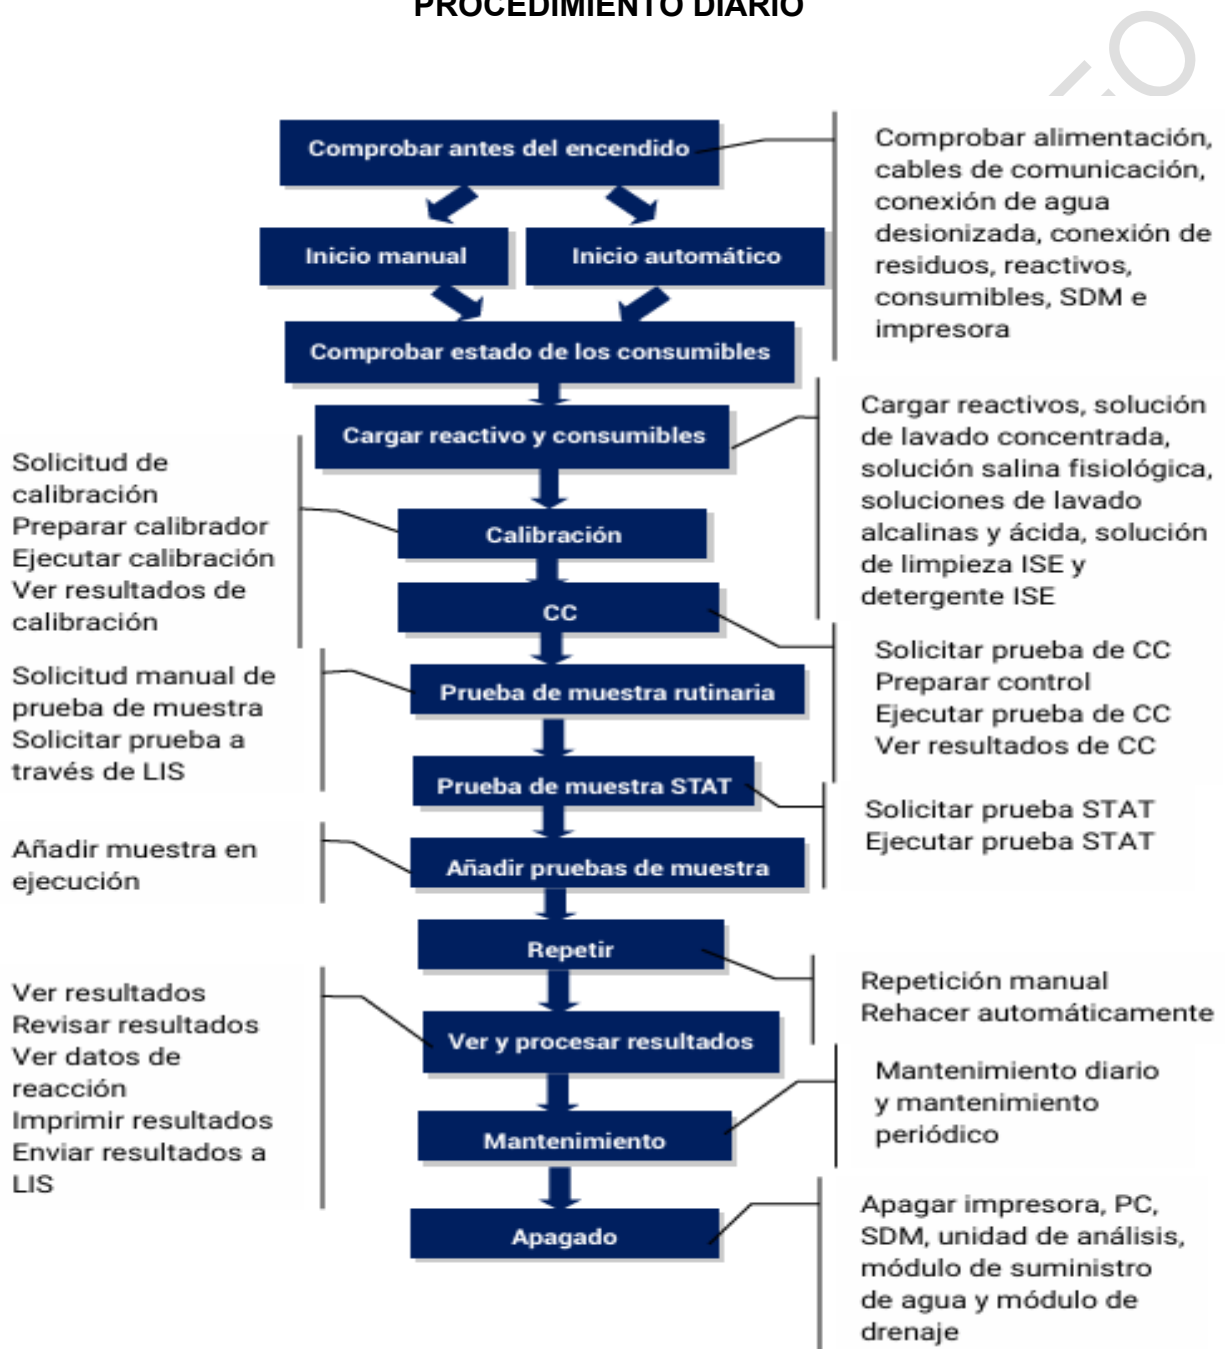 PROCEDIMIENTO DIARIO
Comprobar antes del encendido
Comprobar alimentación,
cables de comunicación,
conexión de agua
desionizada, conexión de
residuos, reactivos,
consumibles, SDM e
impresora
Inicio manual
Inicio automático
Comprobar estado de los consumibles
Cargar reactivo y consumibles
Cargar reactivos, solución
de lavado concentrada,
solución salina fisiológica,
soluciones de lavado
alcalinas y ácida, solución
de limpieza ISE y
detergente ISE
Solicitud de
calibración
Preparar calibrador
Ejecutar calibración
Ver resultados de
calibración
Calibración
CC
Solicitar prueba de CC
Preparar control
Ejecutar prueba de CC
Ver resultados de CC
Solicitud manual de
prueba de muestra
Solicitar prueba a
través de LIS
Prueba de muestra rutinaria
Prueba de muestra STAT
Solicitar prueba STAT
Ejecutar prueba STAT
Añadir muestra en
ejecución
Añadir pruebas de muestra
Repetir
Repetición manual
Rehacer automáticamente
Ver resultados
Revisar resultados
Ver datos de
reacción
Imprimir resultados
Enviar resultados a
LIS
Ver y procesar resultados
Mantenimiento
Mantenimiento diario
y mantenimiento
periódico
Apagado
Apagar impresora, PC,
SDM, unidad de análisis,
módulo de suministro
de agua y módulo de
drenaje